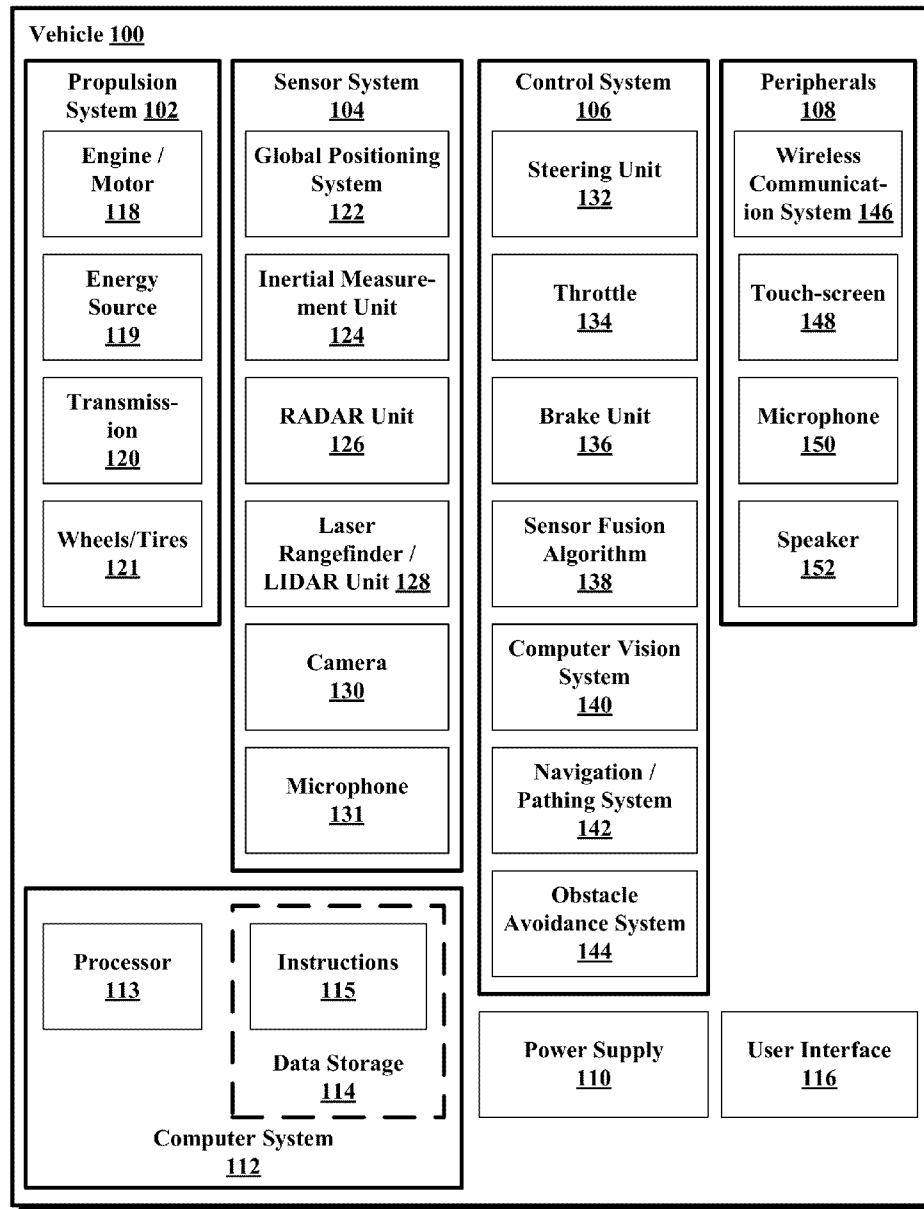 Vehicle 100
Propulsion
System 102
Engine /
Motor
118
Energy
Source
119
Transmiss-
ion
120
Wheels/Tires
121
Sensor System
104
Global Positioning
System
122
Inertial Measure-
ment Unit
124
RADAR Unit
126
Laser
Rangefinder /
LIDAR Unit 128
Camera
130
Microphone
131
Control System
106
Steering Unit
132
Throttle
134
Brake Unit
136
Sensor Fusion
Algorithm
138
Computer Vision
System
140
Navigation /
Pathing System
142
Obstacle
Avoidance System
144
Peripherals
108
Wireless
Communicat-
ion System 146
Touch-screen
148
Microphone
150
Speaker
152
Processor
113
Instructions
115
Data Storage
114
Computer System
112
Power Supply
110
User Interface
116